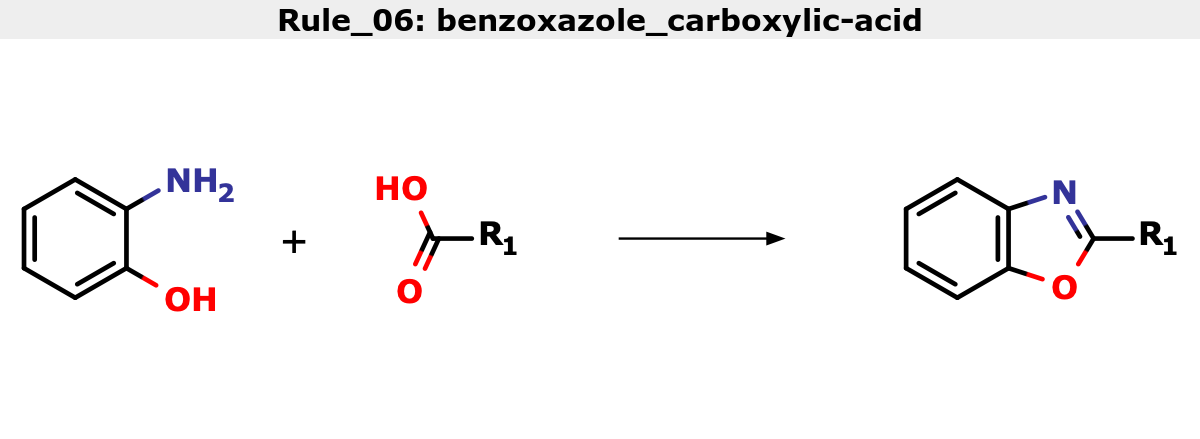 Rule_06: benzoxazole_carboxylic-acid
NH2
OH
+
HO
O
R1
N
O
R1